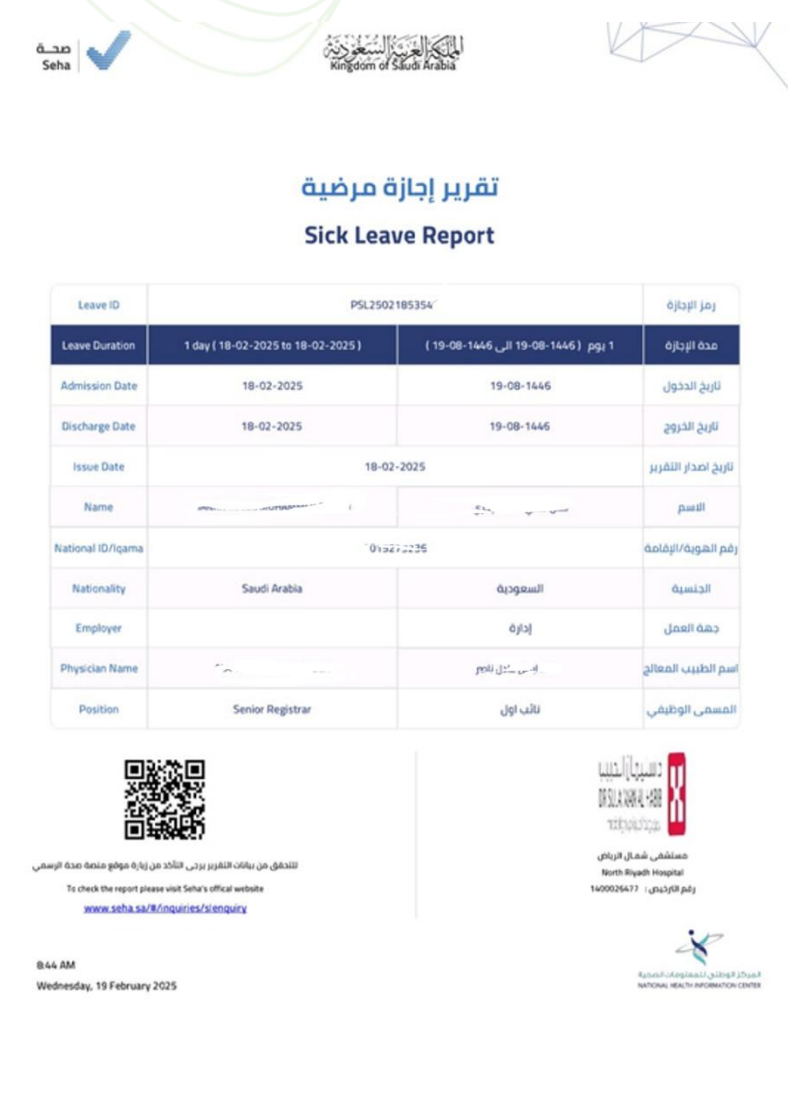 صحة
Seha
المملكة العربية السعودية
Kingdom of Saudi Arabia
تقرير إجازة مرضية
Sick Leave Report
Leave ID PSL2502185354 رمز الإجازة
Leave Duration 1 day ( 18-02-2025 to 18-02-2025 ) 1 يوم ( 19-08-1446 الى 19-08-1446 ) مدة الإجازة
Admission Date 18-02-2025 19-08-1446 تاريخ الدخول
Discharge Date 18-02-2025 19-08-1446 تاريخ الخروج
Issue Date 18-02-2025 تاريخ اصدار التقرير
Name الاسم
National ID/Iqama رقم الهوية/الإقامة
Nationality Saudi Arabia السعودية الجنسية
Employer إدارة جهة العمل
Physician Name اسم الطبيب المعالج
Position Senior Registrar نائب اول المسمى الوظيفي
للتحقق من بيانات التقرير يرجى التأكد من زيارة موقع منصة صحة الرسمي
To check the report please visit Seha's offical website
www.seha.sa/#/inquiries/slenquiry
8:44 AM
Wednesday, 19 February 2025
مستشفى شمال الرياض
North Riyadh Hospital
رقم الترخيص : 1400026477
المركز الوطني للمعلومات الصحية
NATIONAL HEALTH INFORMATION CENTER